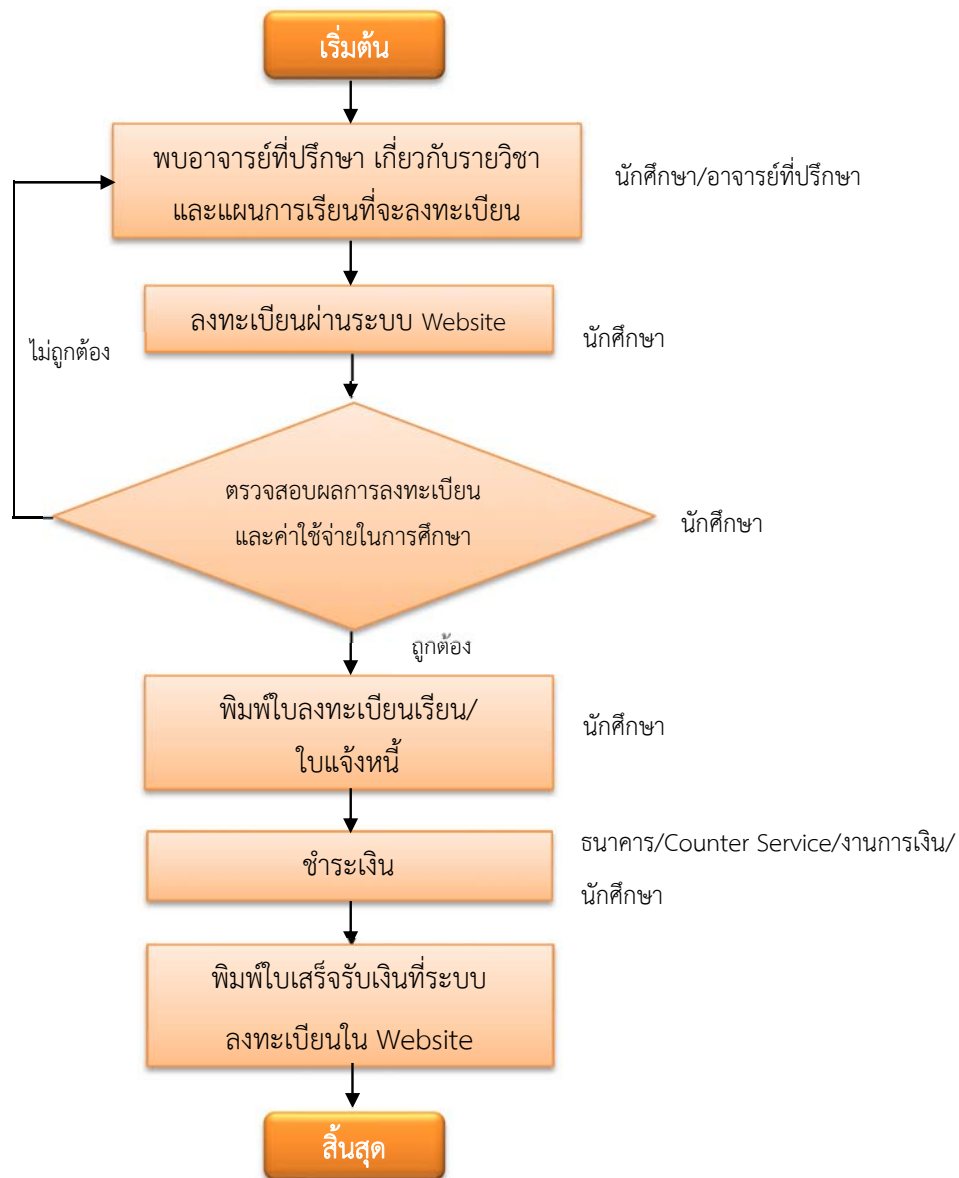 เริ่มต้น
พบอาจารย์ที่ปรึกษา เกี่ยวกับรายวิชา
และแผนการเรียนที่จะลงทะเบียน
นักศึกษา/อาจารย์ที่ปรึกษา
ลงทะเบียนผ่านระบบ Website
นักศึกษา
ไม่ถูกต้อง
ตรวจสอบผลการลงทะเบียน
และค่าใช้จ่ายในการศึกษา
นักศึกษา
ถูกต้อง
พิมพ์ใบลงทะเบียนเรียน/
ใบแจ้งหนี้
นักศึกษา
ชำระเงิน
ธนาคาร/Counter Service/งานการเงิน/
นักศึกษา
พิมพ์ใบเสร็จรับเงินที่ระบบ
ลงทะเบียนใน Website
สิ้นสุด